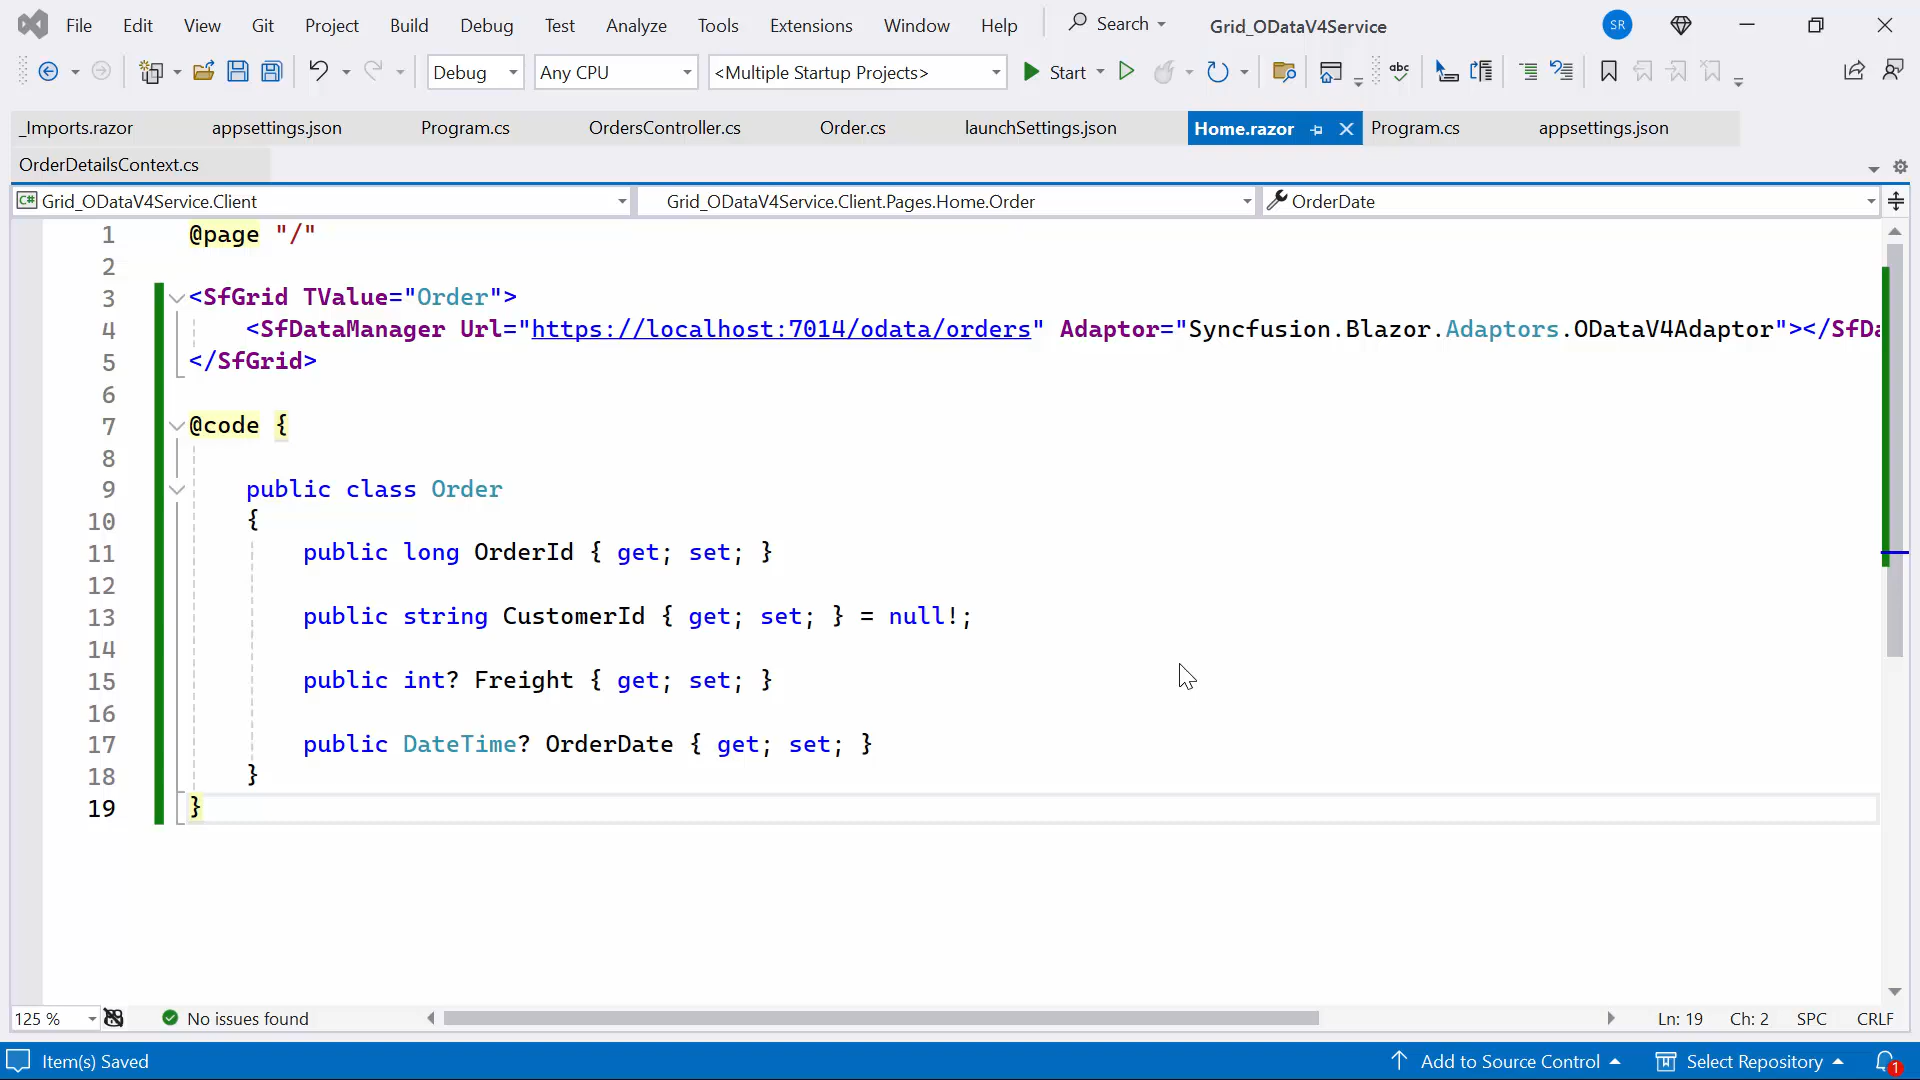 File Edit View Git Project Build Debug Test Analyze Tools Extensions Window Help Search Grid_ODataV4Service SR
Debug Any CPU <Multiple Startup Projects> Start abc
_Imports.razor appsettings.json Program.cs OrdersController.cs Order.cs launchSettings.json Home.razor Program.cs appsettings.json
OrderDetailsContext.cs
C# Grid_ODataV4Service.Client Grid_ODataV4Service.Client.Pages.Home.Order OrderDate
1 @page "/"
2
3 <SfGrid TValue="Order">
4 <SfDataManager Url="https://localhost:7014/odata/orders" Adaptor="Syncfusion.Blazor.Adaptors.ODataV4Adaptor"></SfDa
5 </SfGrid>
6
7 @code {
8
9 public class Order
10 {
11 public long OrderId { get; set; }
12
13 public string CustomerId { get; set; } = null!;
14
15 public int? Freight { get; set; }
16
17 public DateTime? OrderDate { get; set; }
18 }
19 }
125 % No issues found Ln: 19 Ch: 2 SPC CRLF
Item(s) Saved Add to Source Control Select Repository 1